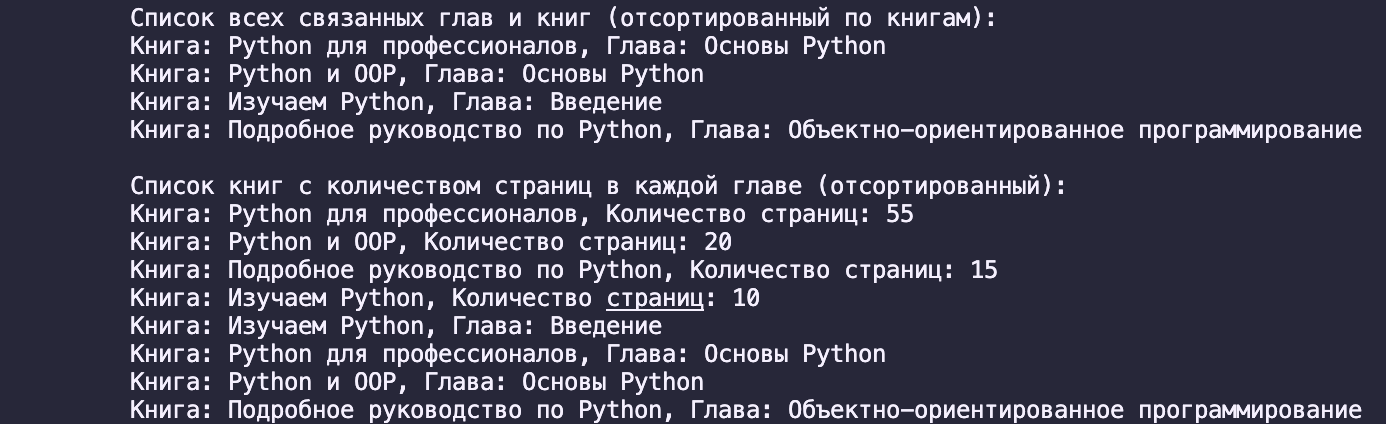 Список всех связанных глав и книг (отсортированный по книгам):
Книга: Python для профессионалов, Глава: Основы Python
Книга: Python и OOP, Глава: Основы Python
Книга: Изучаем Python, Глава: Введение
Книга: Подробное руководство по Python, Глава: Объектно-ориентированное программирование
Список книг с количеством страниц в каждой главе (отсортированный):
Книга: Python для профессионалов, Количество страниц: 55
Книга: Python и OOP, Количество страниц: 20
Книга: Подробное руководство по Python, Количество страниц: 15
Книга: Изучаем Python, Количество страниц: 10
Книга: Изучаем Python, Глава: Введение
Книга: Python для профессионалов, Глава: Основы Python
Книга: Python и OOP, Глава: Основы Python
Книга: Подробное руководство по Python, Глава: Объектно-ориентированное программирование